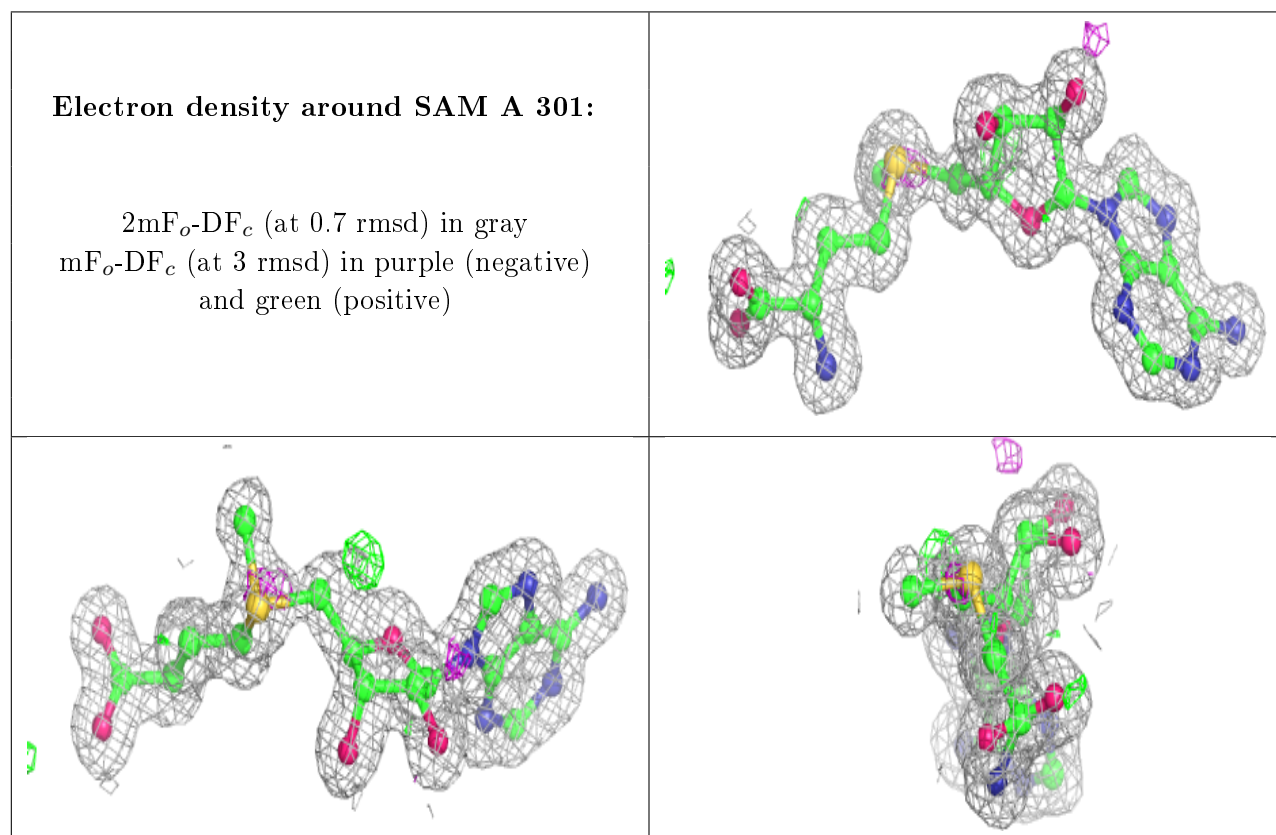 Electron density around SAM A 301:
2mFo-DFc (at 0.7 rmsd) in gray
mFo-DFc (at 3 rmsd) in purple (negative)
and green (positive)